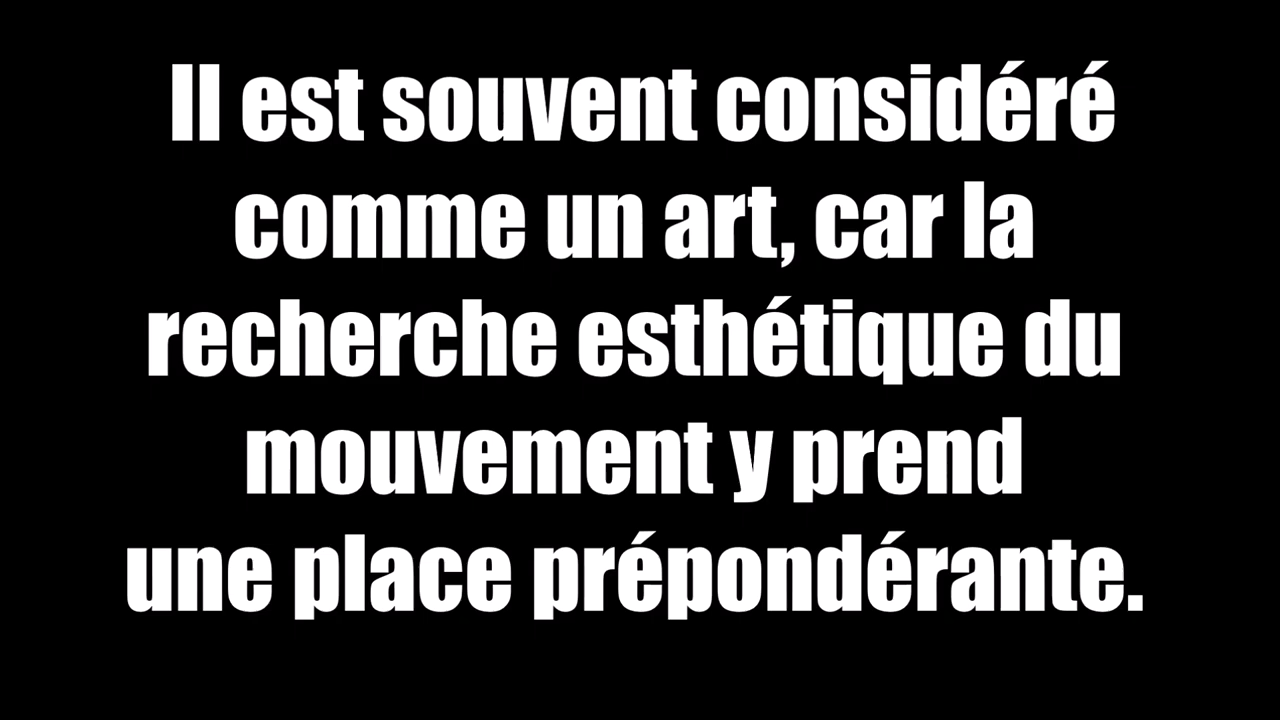 Il est souvent considéré
comme un art, car la
recherche esthétique du
mouvement y prend
une place prépondérante.